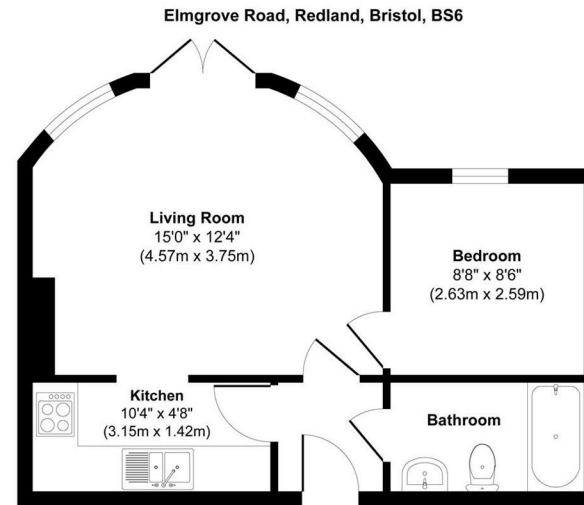 Elmgrove Road, Redland, Bristol, BS6
Living Room
15'0" x 12'4"
(4.57m x 3.75m)
Bedroom
8'8" x 8'6"
(2.63m x 2.59m)
Kitchen
10'4" x 4'8"
(3.15m x 1.42m)
Bathroom